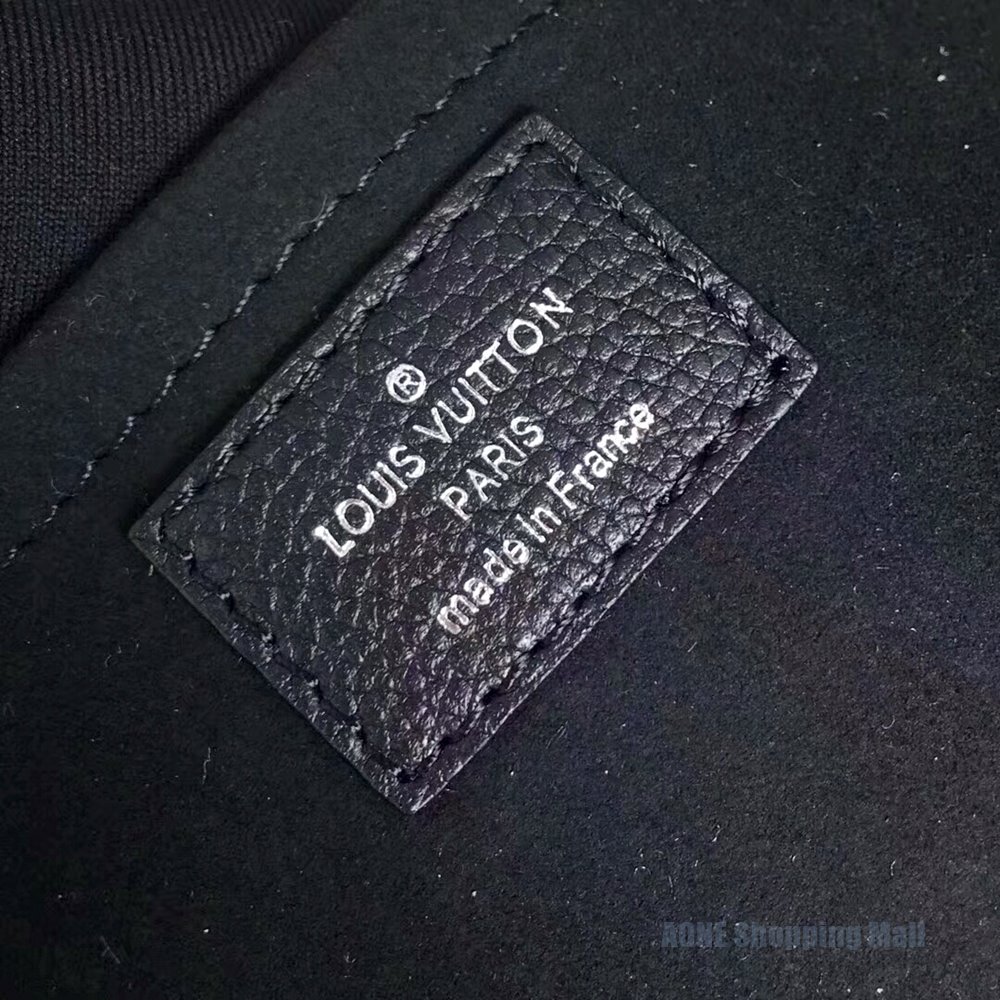 ®
LOUIS VUITTON
PARIS
made in France
AONE Shopping Mall